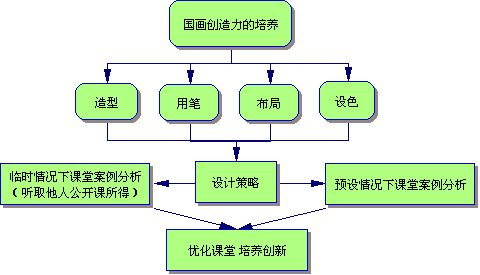 国画创造力的培养
造型
用笔
布局
设色
临时情况下课堂案例分析
（听取他人公开课所得）
设计策略
预设情况下课堂案例分析
优化课堂 培养创新